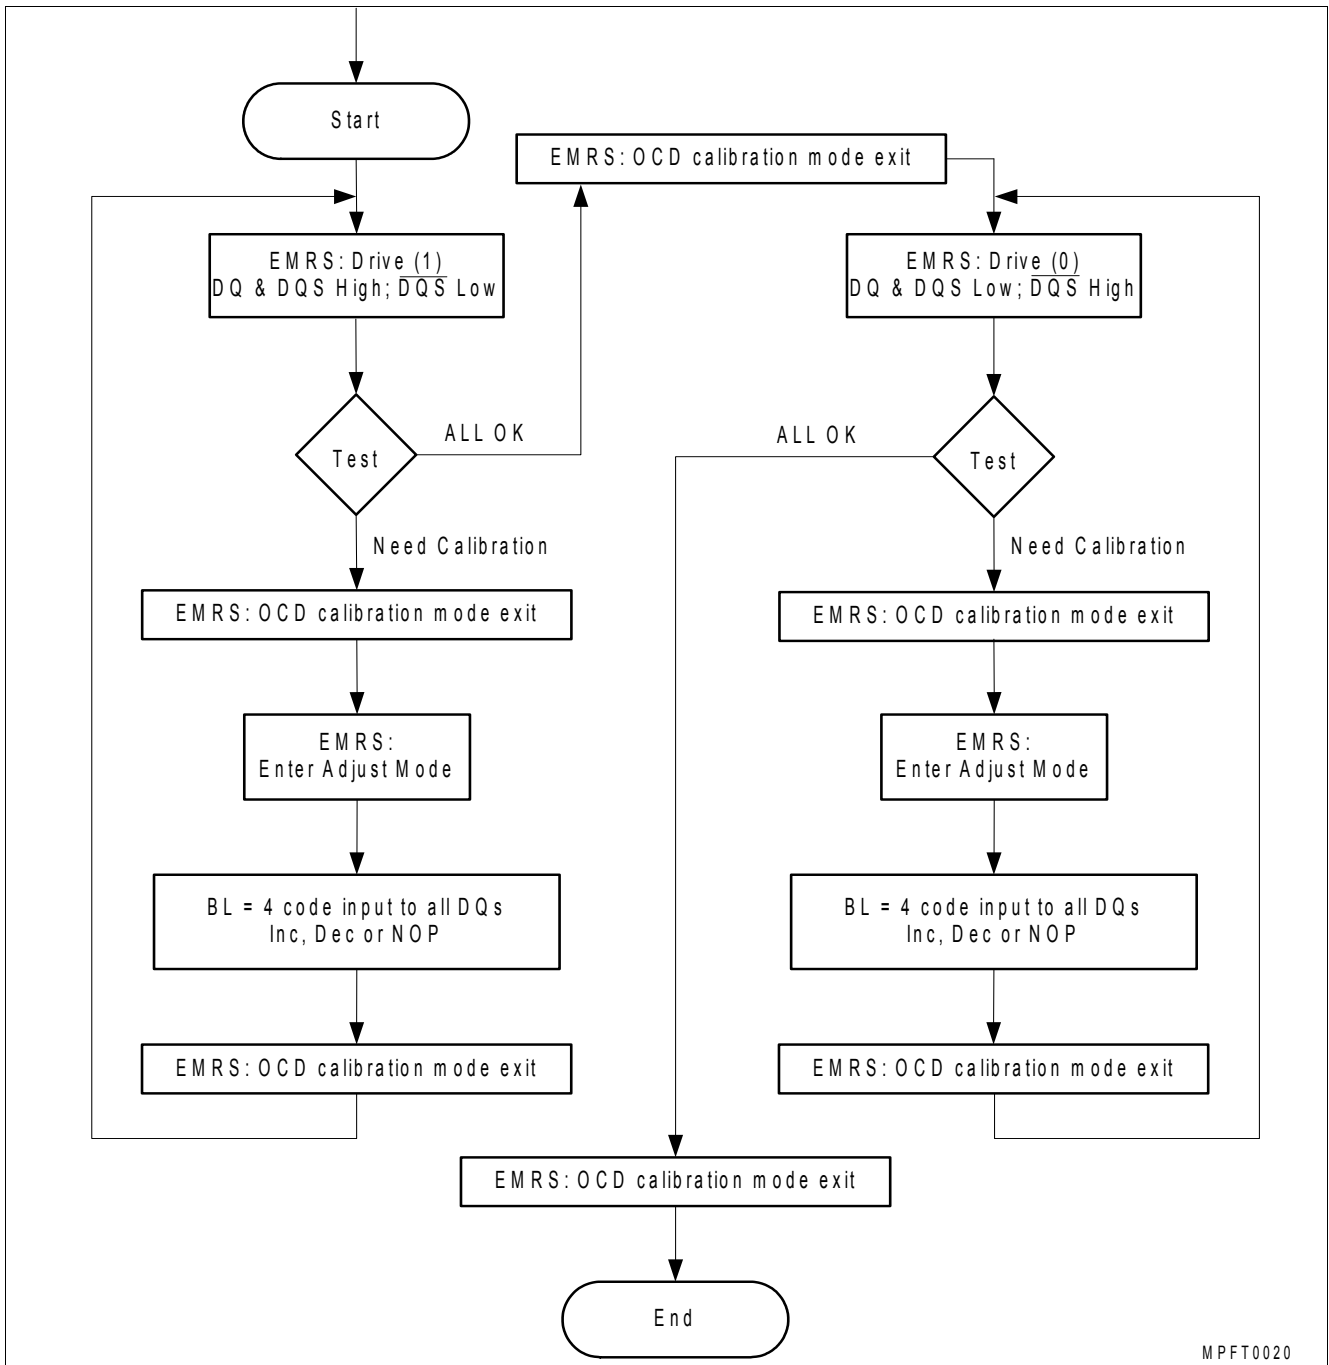 Start
EMRS: Drive (1)
DQ & DQS High; D̅Q̅S̅ Low
Test
ALL OK
Need Calibration
EMRS: OCD calibration mode exit
EMRS:
Enter Adjust Mode
BL = 4 code input to all DQs
Inc, Dec or NOP
EMRS: OCD calibration mode exit
EMRS: OCD calibration mode exit
EMRS: Drive (0)
DQ & DQS Low; D̅Q̅S̅ High
Test
ALL OK
Need Calibration
EMRS: OCD calibration mode exit
EMRS:
Enter Adjust Mode
BL = 4 code input to all DQs
Inc, Dec or NOP
EMRS: OCD calibration mode exit
EMRS: OCD calibration mode exit
End
MPFT0020